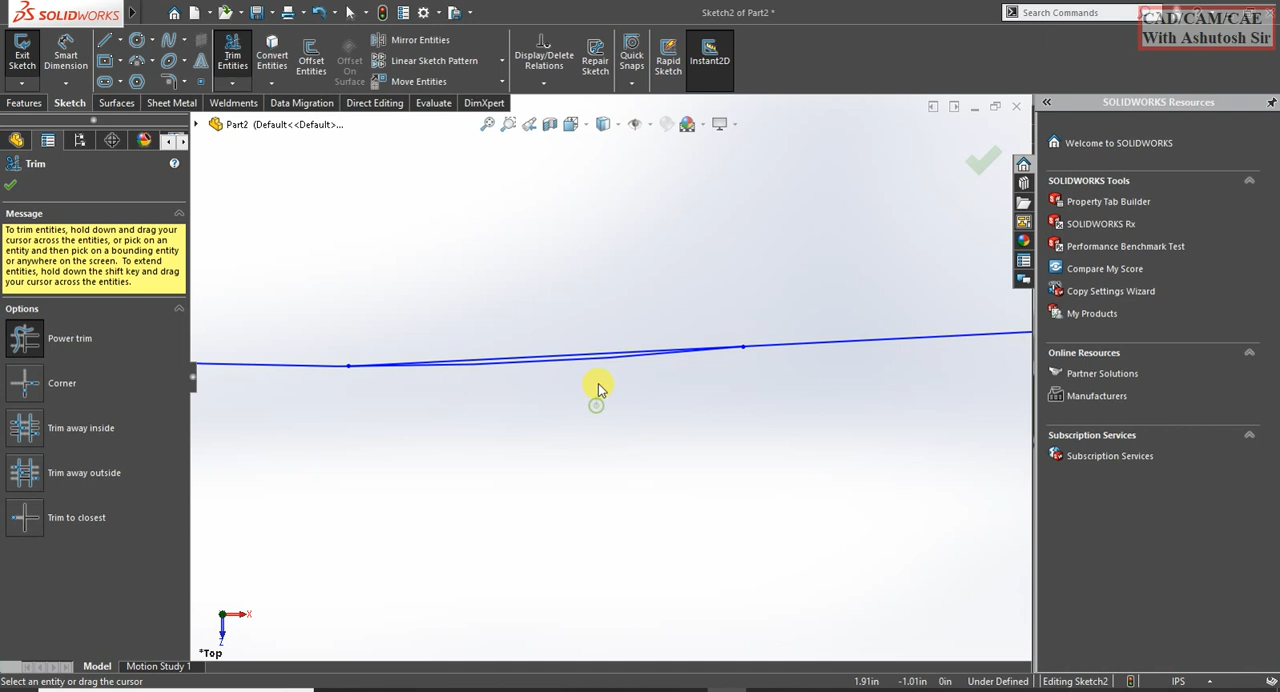 SOLIDWORKS
Sketch2 of Part2 *
Search Commands
CAD/CAM/CAE
With Ashutosh Sir
Exit Sketch
Smart Dimension
Trim Entities
Convert Entities
Offset Entities
Offset On Surface
Mirror Entities
Linear Sketch Pattern
Move Entities
Display/Delete Relations
Repair Sketch
Quick Snaps
Rapid Sketch
Instant2D
Features
Sketch
Surfaces
Sheet Metal
Weldments
Data Migration
Direct Editing
Evaluate
DimXpert
Part2 (Default<<Default>...
SOLIDWORKS Resources
Trim
Message
To trim entities, hold down and drag your
cursor across the entities, or pick on an
entity and then pick on a bounding entity
or anywhere on the screen. To extend
entities, hold down the shift key and drag
your cursor across the entities.
Options
Power trim
Corner
Trim away inside
Trim away outside
Trim to closest
Welcome to SOLIDWORKS
SOLIDWORKS Tools
Property Tab Builder
SOLIDWORKS Rx
Performance Benchmark Test
Compare My Score
Copy Settings Wizard
My Products
Online Resources
Partner Solutions
Manufacturers
Subscription Services
Subscription Services
X
Z
*Top
Model
Motion Study 1
Select an entity or drag the cursor
1.91in
-1.01in
0in
Under Defined
Editing Sketch2
IPS